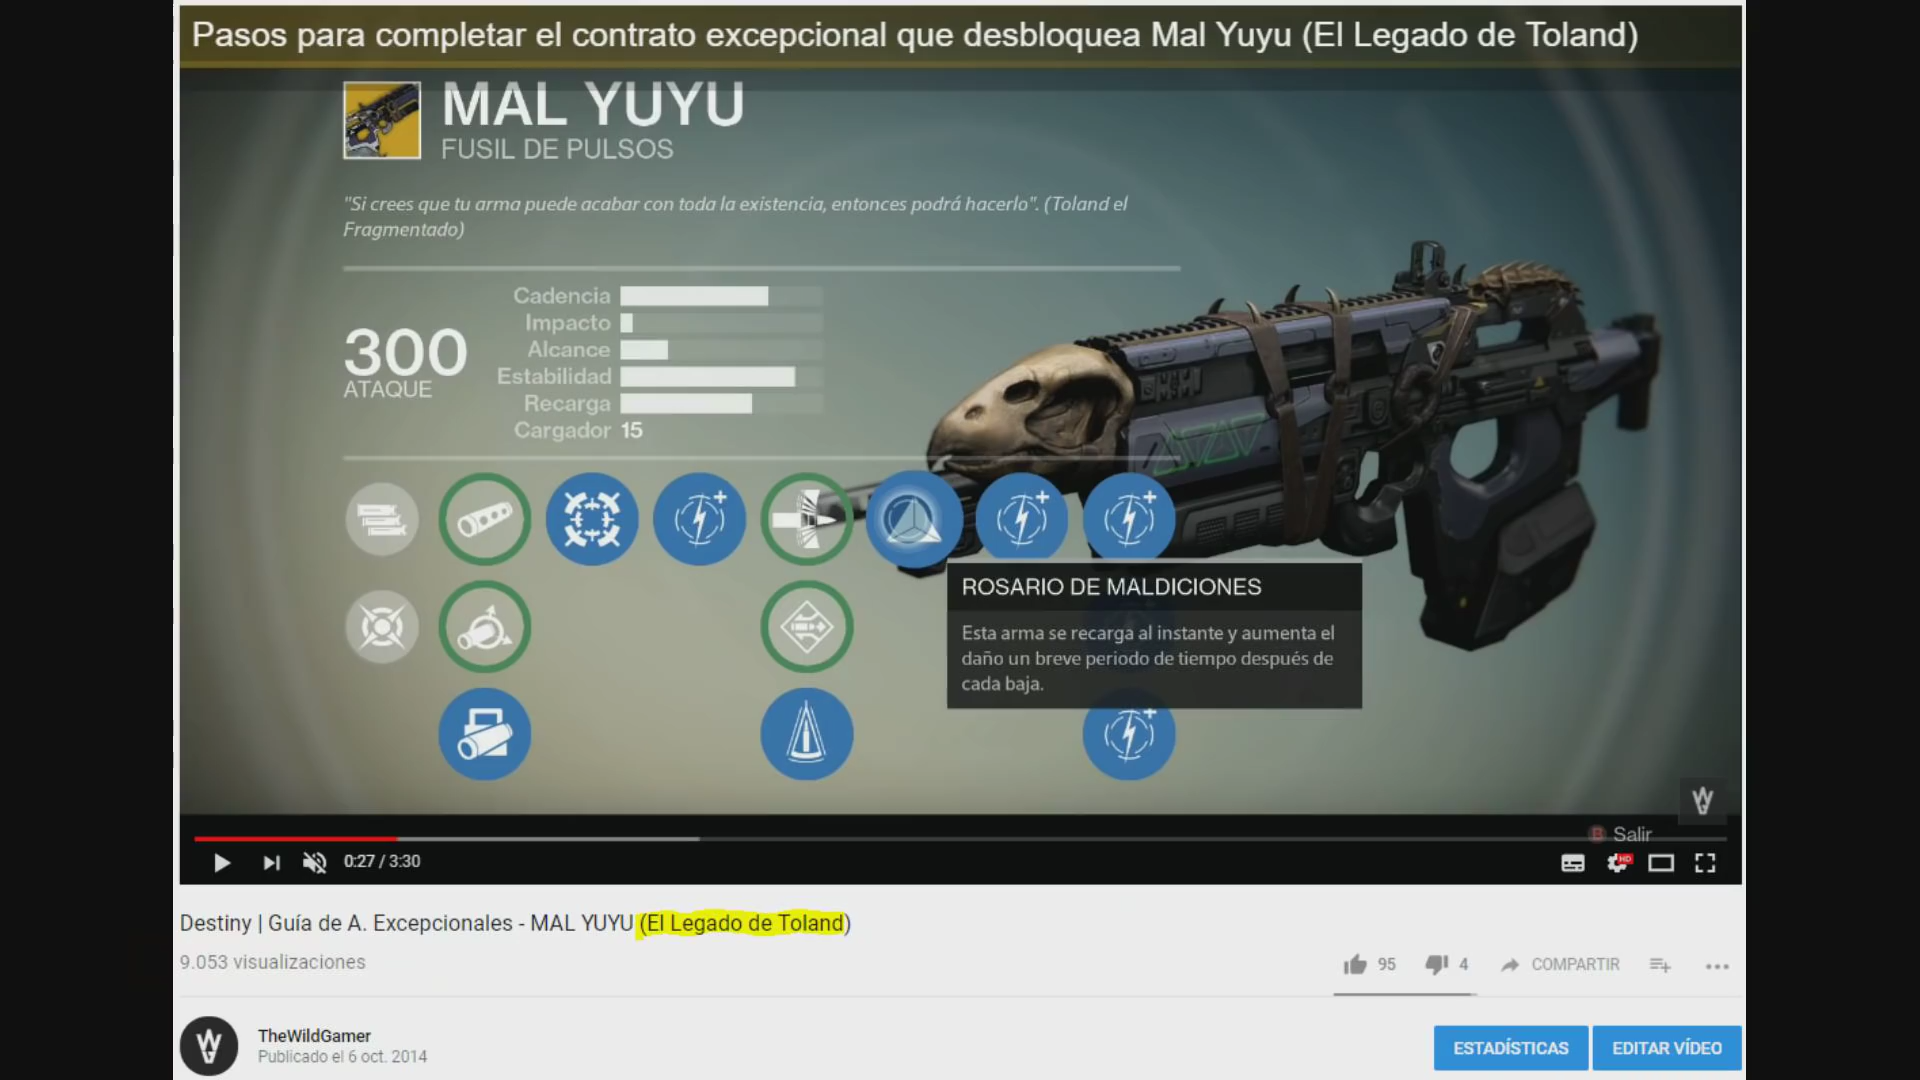 Pasos para completar el contrato excepcional que desbloquea Mal Yuyu (El Legado de Toland)
MAL YUYU
FUSIL DE PULSOS
"Si crees que tu arma puede acabar con toda la existencia, entonces podrá hacerlo". (Toland el
Fragmentado)
300
ATAQUE
Cadencia
Impacto
Alcance
Estabilidad
Recarga
Cargador 15
ROSARIO DE MALDICIONES
Esta arma se recarga al instante y aumenta el
daño un breve periodo de tiempo después de
cada baja.
B Salir
0:27 / 3:30
HD
Destiny | Guía de A. Excepcionales - MAL YUYU (El Legado de Toland)
9.053 visualizaciones
95
4
COMPARTIR
TheWildGamer
Publicado el 6 oct. 2014
ESTADÍSTICAS
EDITAR VÍDEO